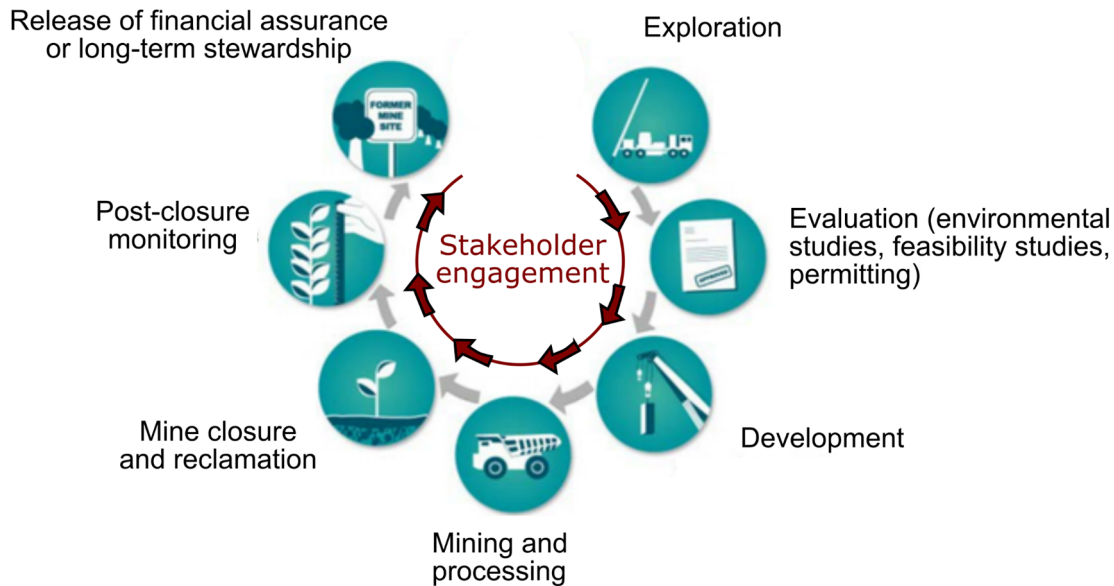 Release of financial assurance
or long-term stewardship
Exploration
FORMER
MINE
SITE
Post-closure
monitoring
Stakeholder
engagement
Evaluation (environmental
studies, feasibility studies,
permitting)
APPROVED
Mine closure
and reclamation
Development
Mining and
processing